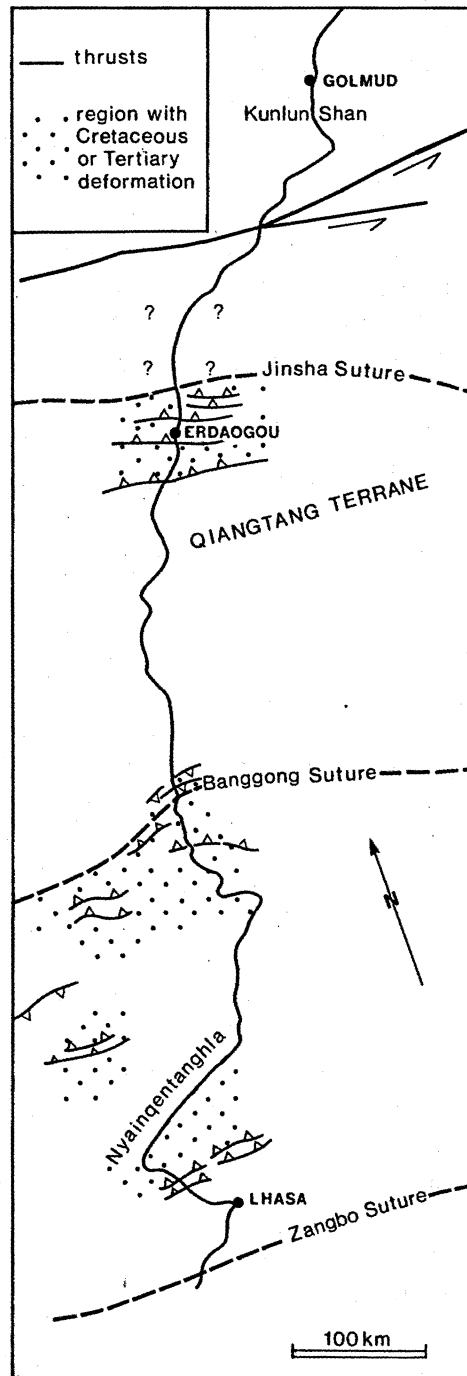 thrusts
region with
Cretaceous
or Tertiary
deformation
GOLMUD
Kunlun Shan
? ?
? ?
Jinsha Suture
ERDAOGOU
QIANGTANG TERRANE
Banggong Suture
N
Nyainqentanghla
LHASA
Zangbo Suture
100 km